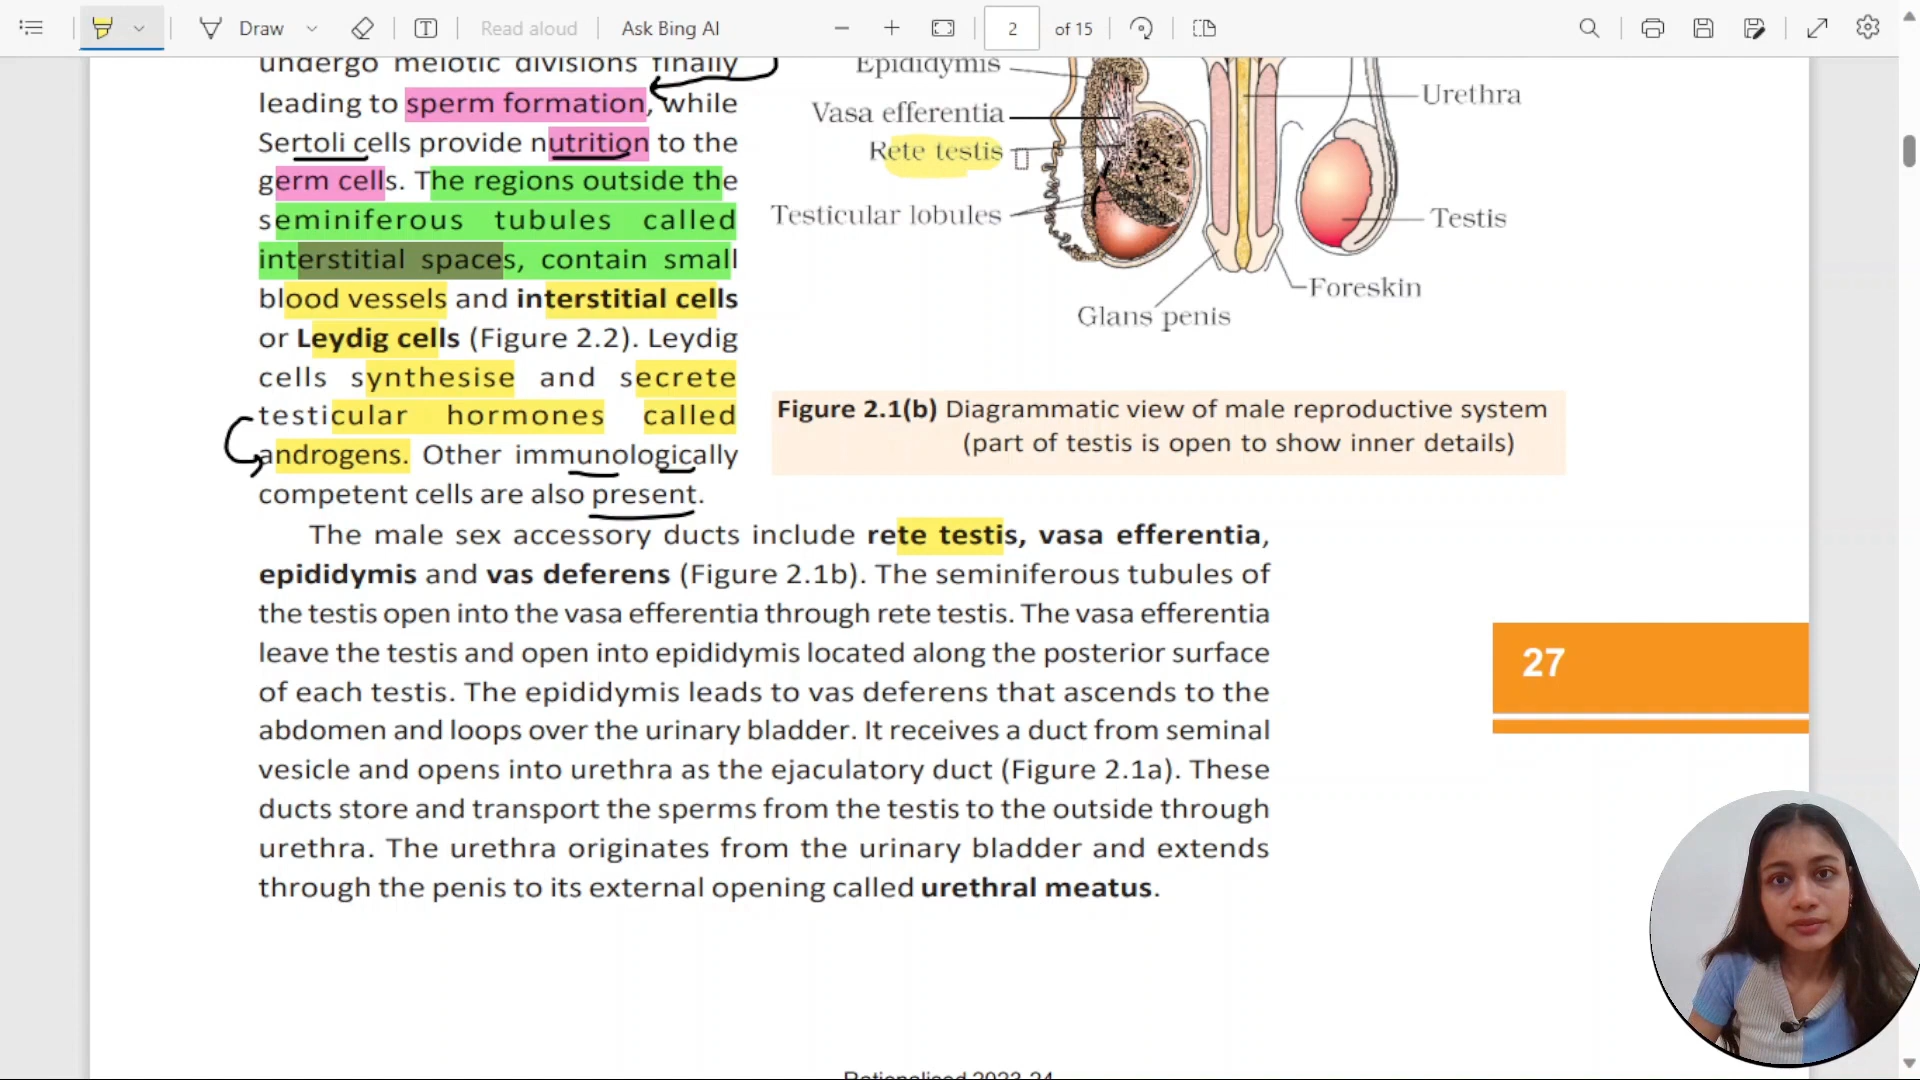 Draw
Read aloud
Ask Bing AI
2
of 15
undergo meiotic divisions finally
leading to sperm formation, while
Sertoli cells provide nutrition to the
germ cells. The regions outside the
seminiferous tubules called
interstitial spaces, contain small
blood vessels and interstitial cells
or Leydig cells (Figure 2.2). Leydig
cells synthesise and secrete
testicular hormones called
androgens. Other immunologically
competent cells are also present.
Epididymis
Vasa efferentia
Rete testis
Testicular lobules
Urethra
Testis
Foreskin
Glans penis
Figure 2.1(b) Diagrammatic view of male reproductive system
(part of testis is open to show inner details)
The male sex accessory ducts include rete testis, vasa efferentia,
epididymis and vas deferens (Figure 2.1b). The seminiferous tubules of
the testis open into the vasa efferentia through rete testis. The vasa efferentia
leave the testis and open into epididymis located along the posterior surface
of each testis. The epididymis leads to vas deferens that ascends to the
abdomen and loops over the urinary bladder. It receives a duct from seminal
vesicle and opens into urethra as the ejaculatory duct (Figure 2.1a). These
ducts store and transport the sperms from the testis to the outside through
urethra. The urethra originates from the urinary bladder and extends
through the penis to its external opening called urethral meatus.
27
Rationalised 2023-24